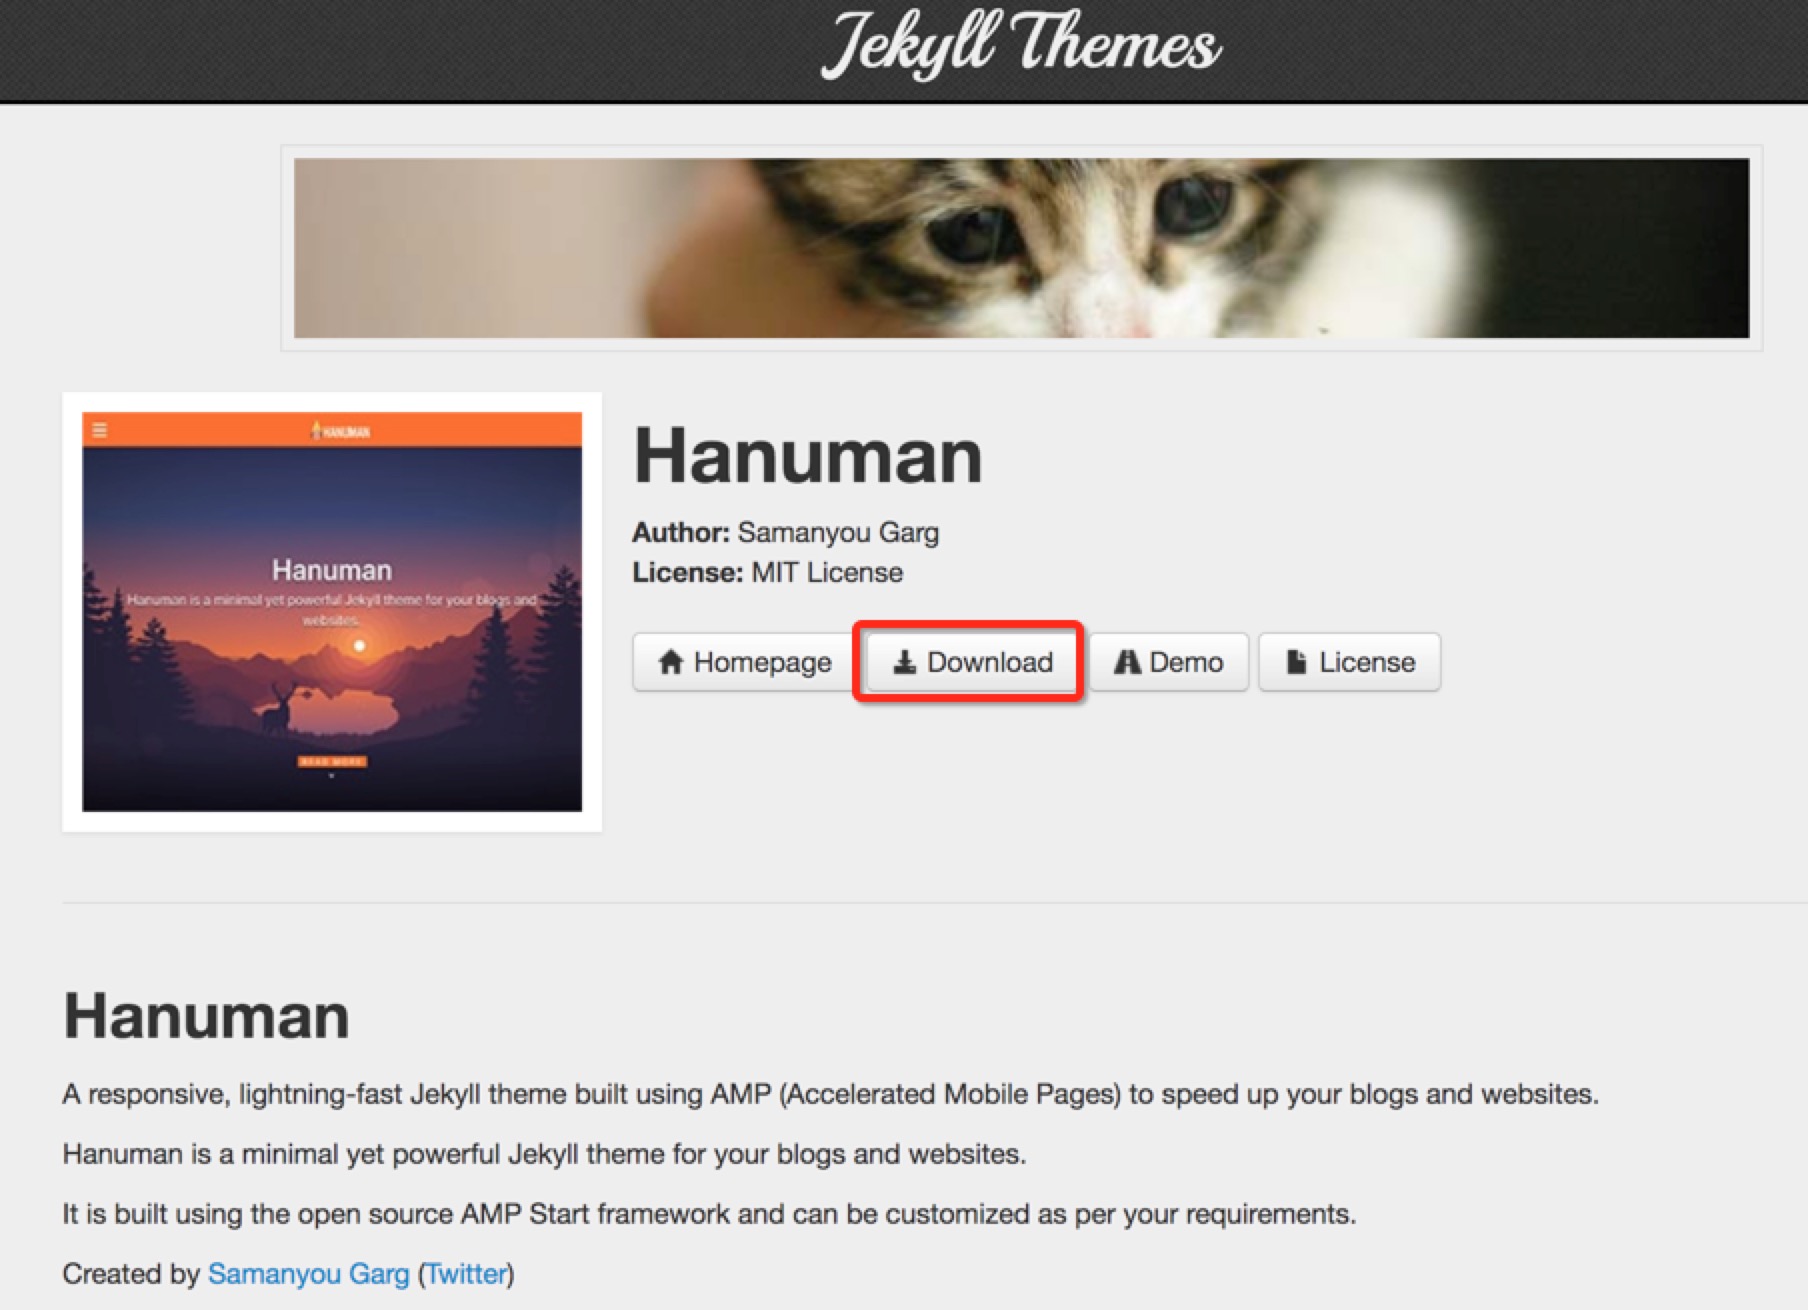 Jekyll Themes
HANUMAN
Hanuman
Hanuman is a minimal yet powerful Jekyll theme for your blogs and
websites.
READ MORE
Hanuman
Author: Samanyou Garg
License: MIT License
Homepage Download Demo License
Hanuman
A responsive, lightning-fast Jekyll theme built using AMP (Accelerated Mobile Pages) to speed up your blogs and websites.
Hanuman is a minimal yet powerful Jekyll theme for your blogs and websites.
It is built using the open source AMP Start framework and can be customized as per your requirements.
Created by Samanyou Garg (Twitter)